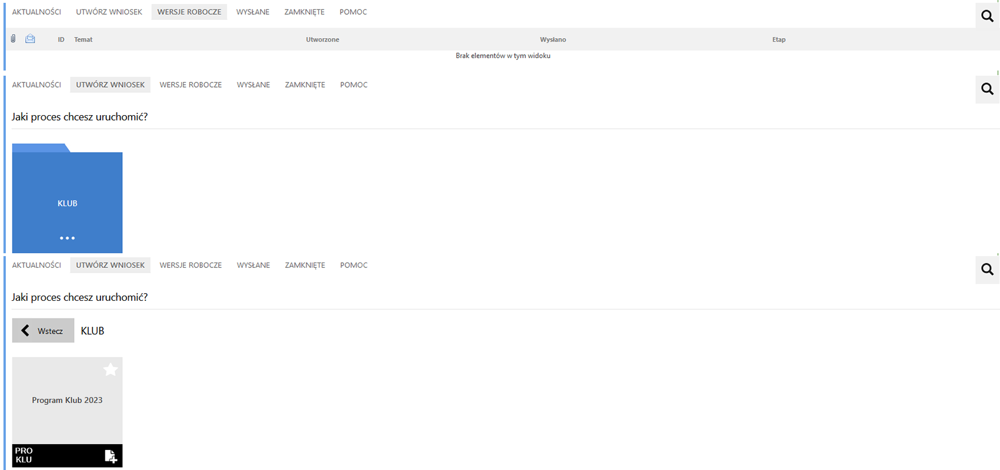 AKTUALNOŚCI UTWÓRZ WNIOSEK WERSJE ROBOCZE WYSŁANE ZAMKNIĘTE POMOC
ID Temat Utworzone Wysłano Etap
Brak elementów w tym widoku
AKTUALNOŚCI UTWÓRZ WNIOSEK WERSJE ROBOCZE WYSŁANE ZAMKNIĘTE POMOC
Jaki proces chcesz uruchomić?
KLUB
AKTUALNOŚCI UTWÓRZ WNIOSEK WERSJE ROBOCZE WYSŁANE ZAMKNIĘTE POMOC
Jaki proces chcesz uruchomić?
Wstecz KLUB
Program Klub 2023
PRO
KLU